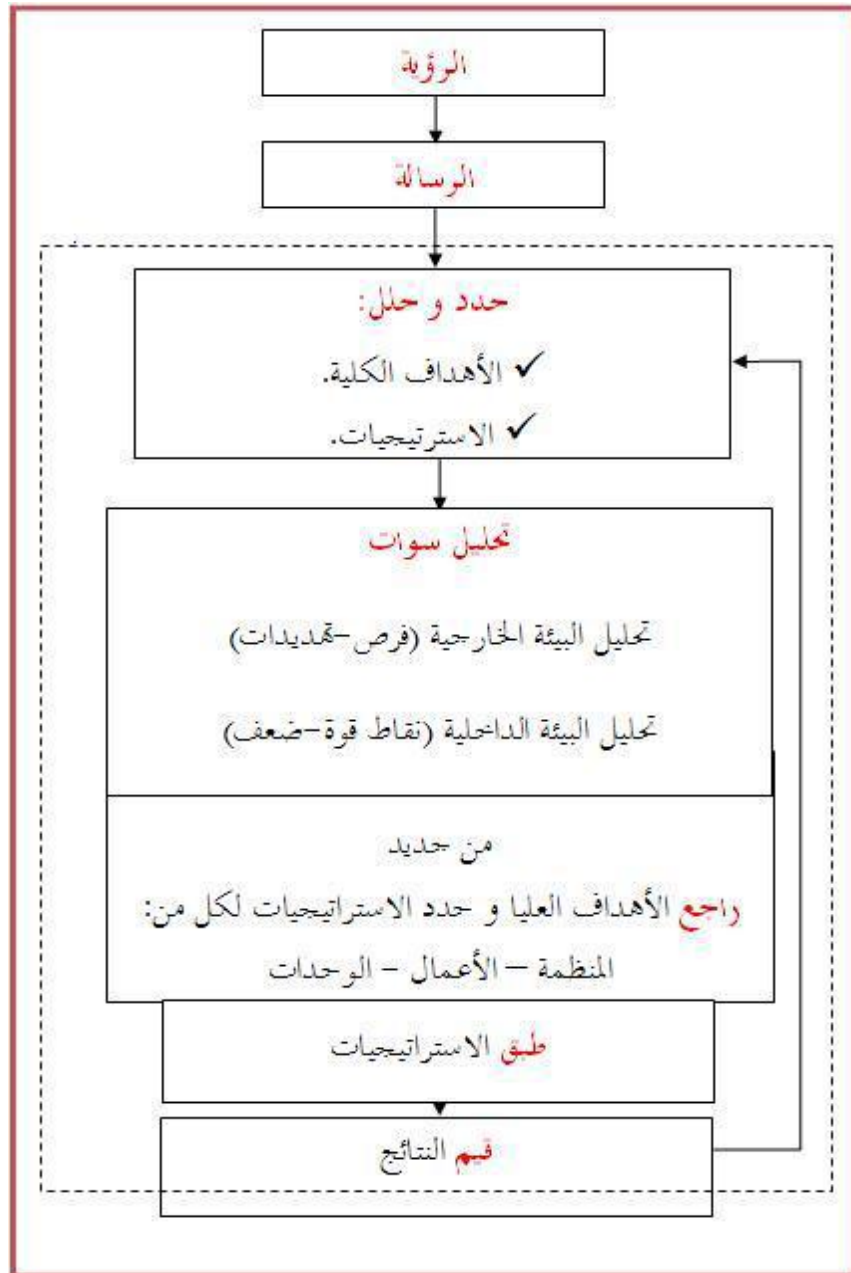 الرؤية
الرسالة
حدد و حلل:
✓ الأهداف الكلية.
✓ الاسترتيجيات.
تحليل سوات
تحليل البيئة الخارجية (فرص-تهديدات)
تحليل البيئة الداخلية (نقاط قوة-ضعف)
من جديد
راجع الأهداف العليا و حدد الاستراتيجيات لكل من:
المنظمة – الأعمال - الوحدات
طبق الاستراتيجيات
قيم النتائج